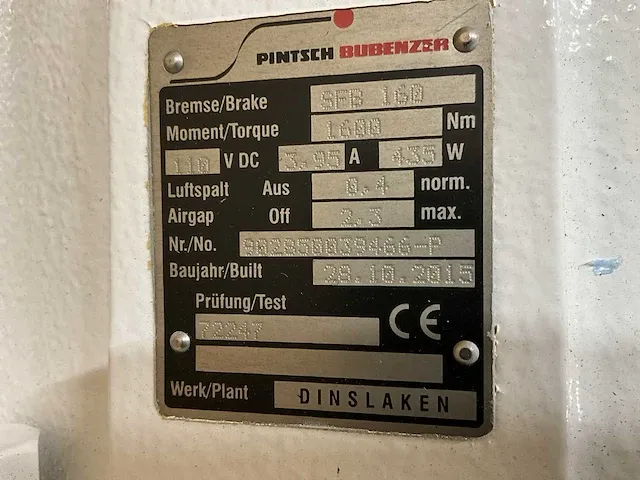 PINTSCH BUBENZER
Bremse/Brake SFB 160
Moment/Torque 1600 Nm
110 V DC 3.95 A 435 W
Luftspalt Aus 0.4 norm.
Airgap Off 2.3 max.
Nr./No. 902850039466-P
Baujahr/Built 28.10.2015
Prüfung/Test
72247 CE
Werk/Plant DINSLAKEN